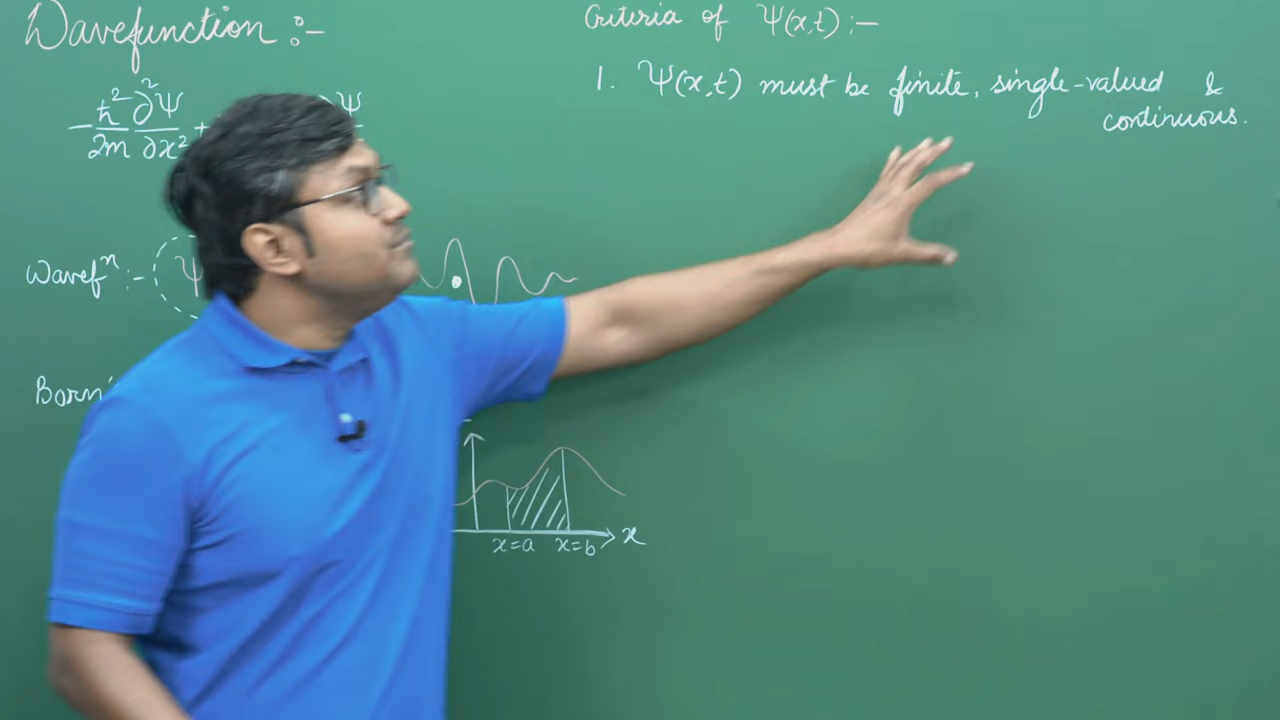 Wavefunction :-
-ħ²/2m ∂²Ψ/∂x² + ∂Ψ
Wavefⁿ :- Ψ
Born'
x=a x=b x
Criteria of Ψ(x,t) :-
1. Ψ(x,t) must be finite, single-valued &
continuous.